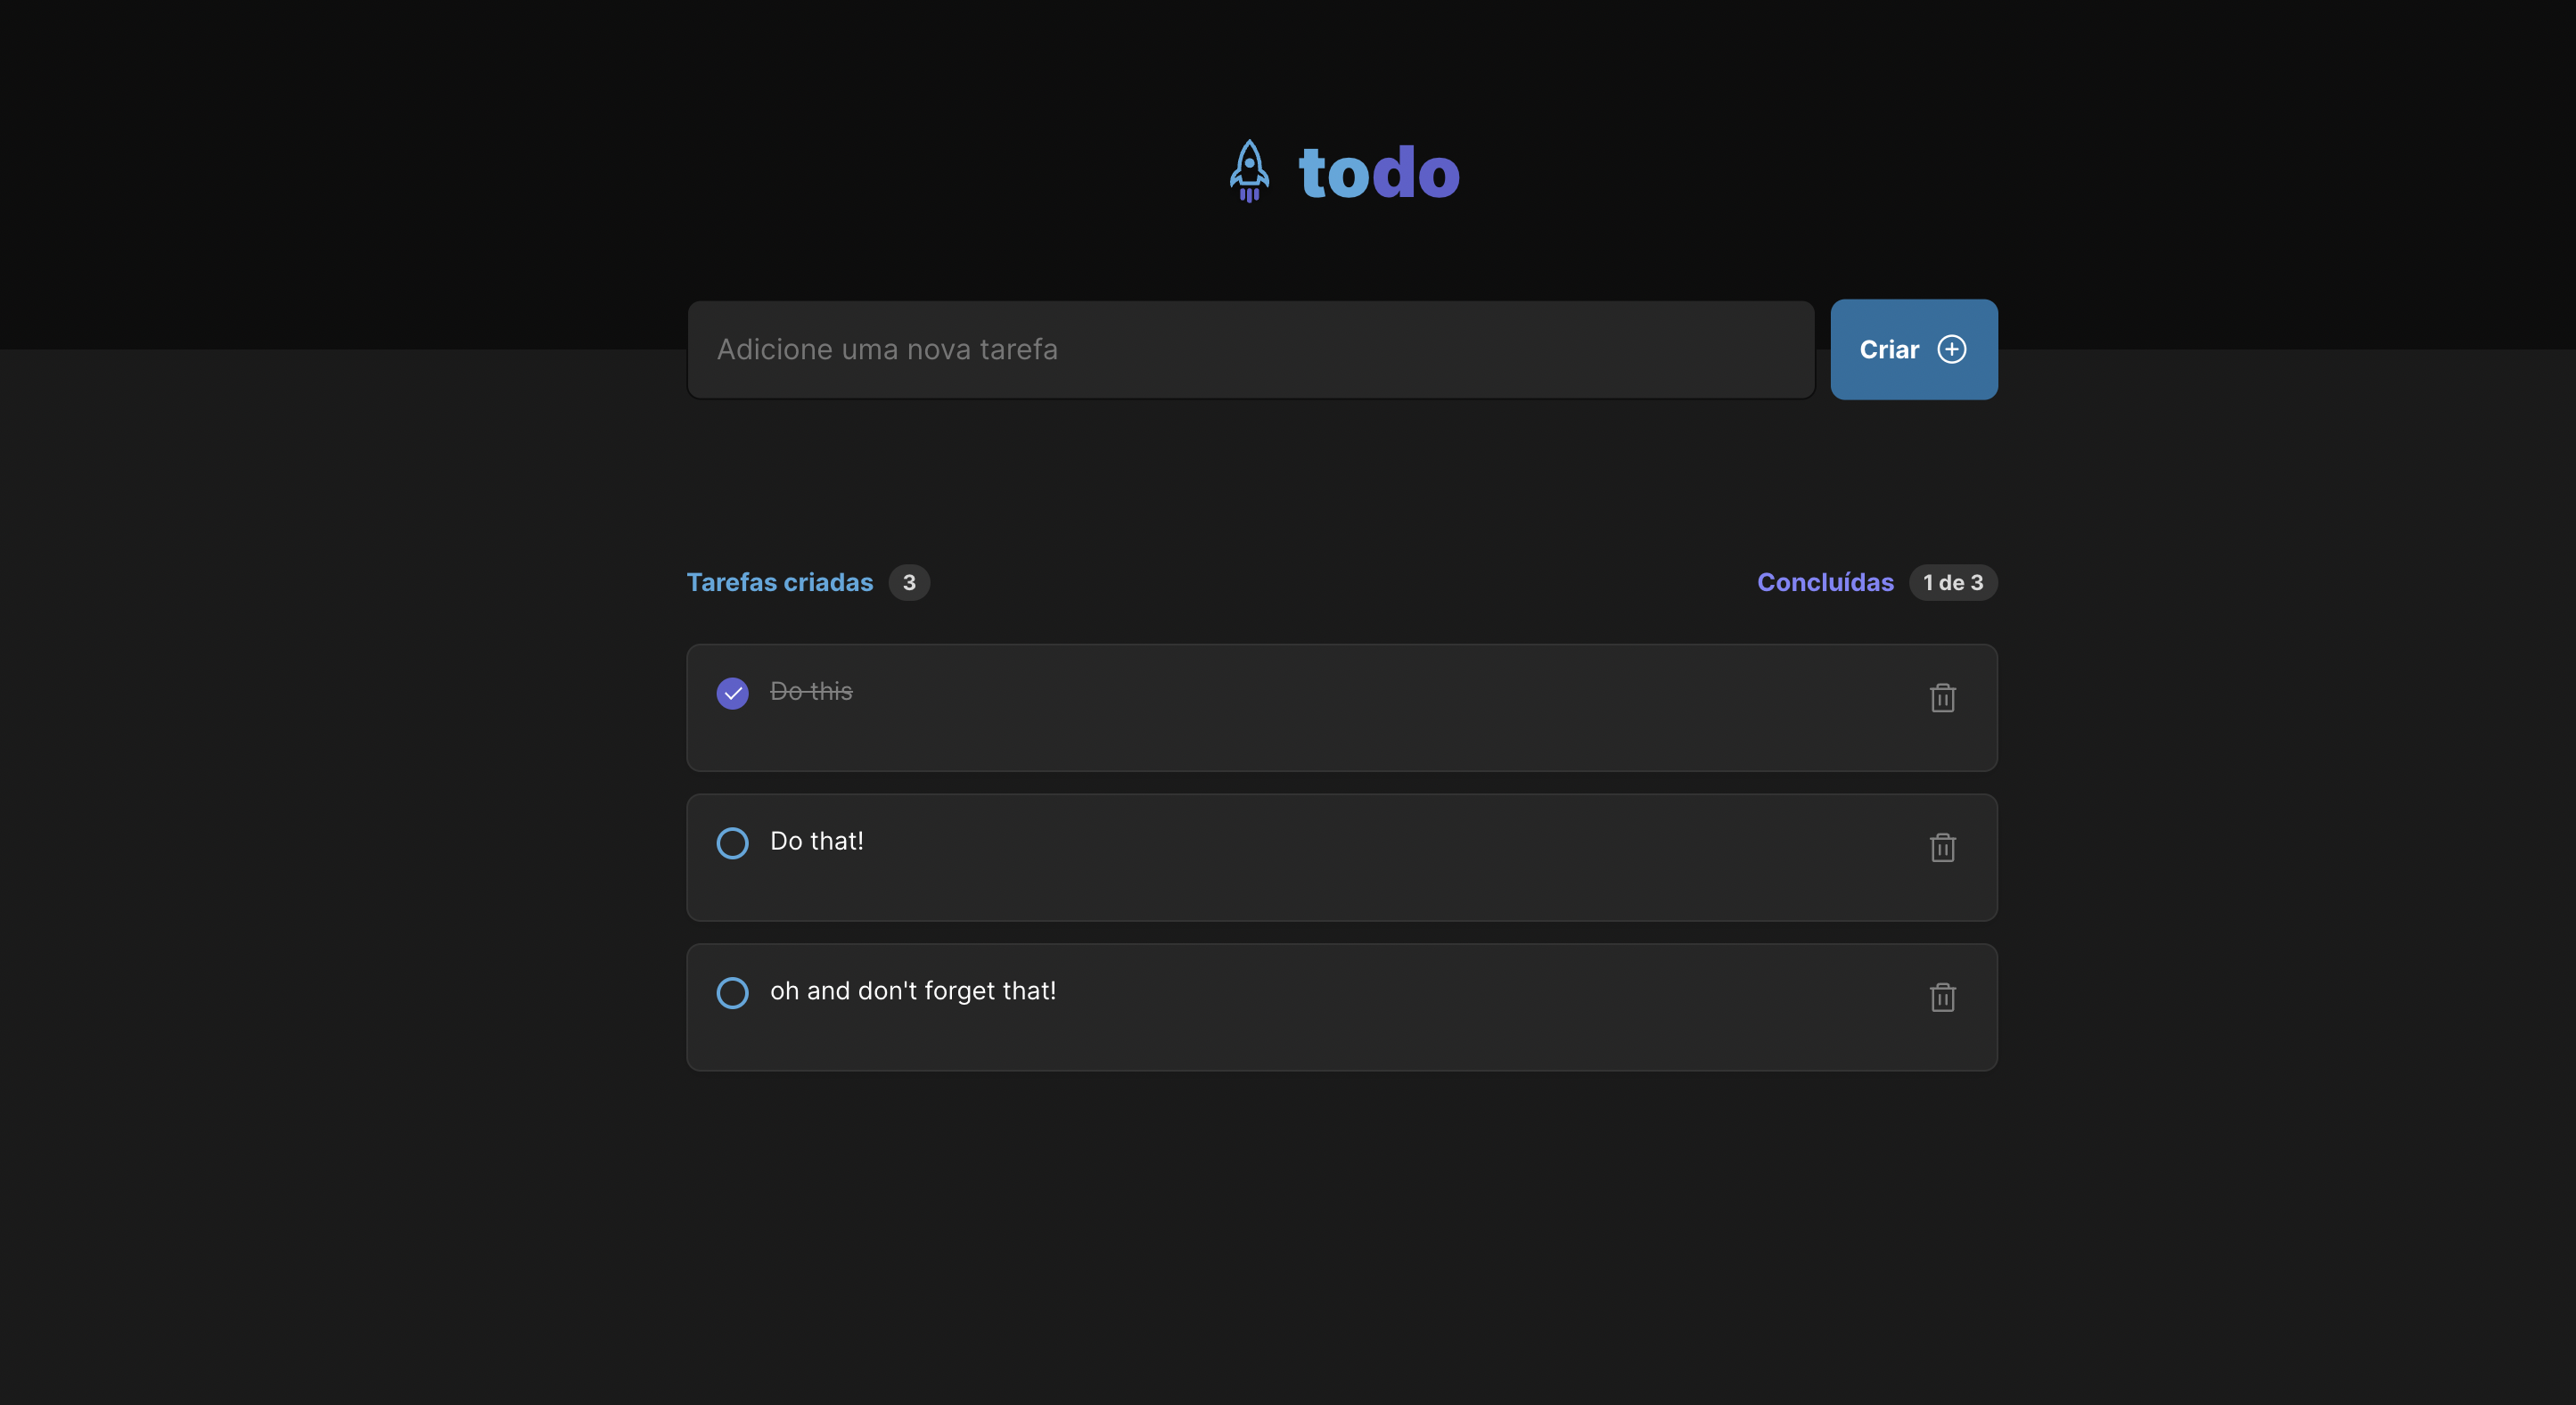 todo
Adicione uma nova tarefa
Criar
Tarefas criadas 3
Concluídas 1 de 3
Do this
Do that!
oh and don't forget that!